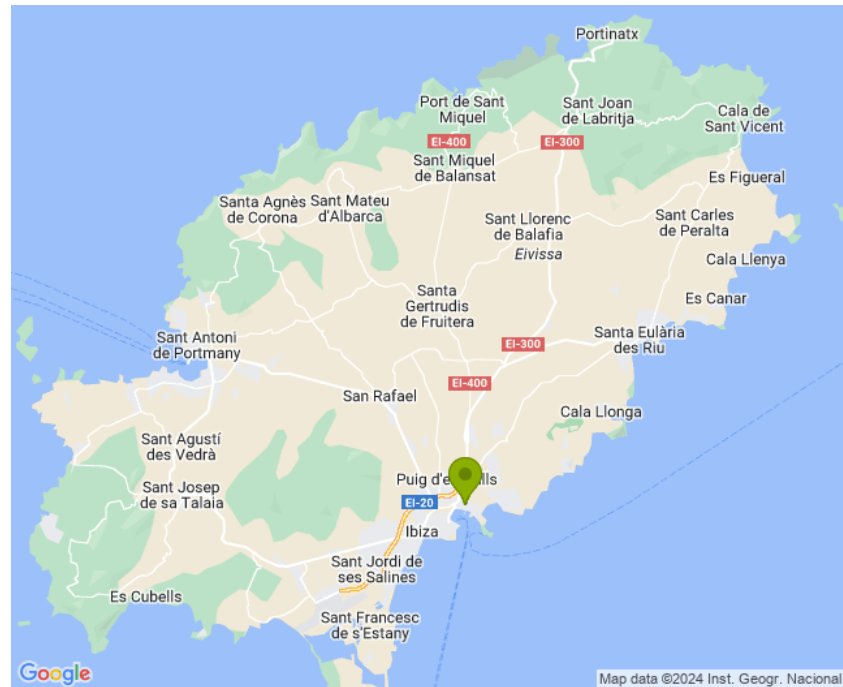 Portinatx
Port de Sant
Miquel
Sant Joan
de Labritja
Cala de
Sant Vicent
EI-400
EI-300
Sant Miquel
de Balansat
Es Figueral
Santa Agnès
de Corona
Sant Mateu
d'Albarca
Sant Llorenc
de Balafia
Eivissa
Sant Carles
de Peralta
Cala Llenya
Santa
Gertrudis
de Fruitera
Es Canar
Sant Antoni
de Portmany
Santa Eulària
des Riu
EI-300
EI-400
San Rafael
Cala Llonga
Sant Agustí
des Vedrà
Puig d'e
lls
Sant Josep
de sa Talaia
EI-20
Ibiza
Sant Jordi de
ses Salines
Es Cubells
Sant Francesc
de s'Estany
Google
Map data ©2024 Inst. Geogr. Nacional